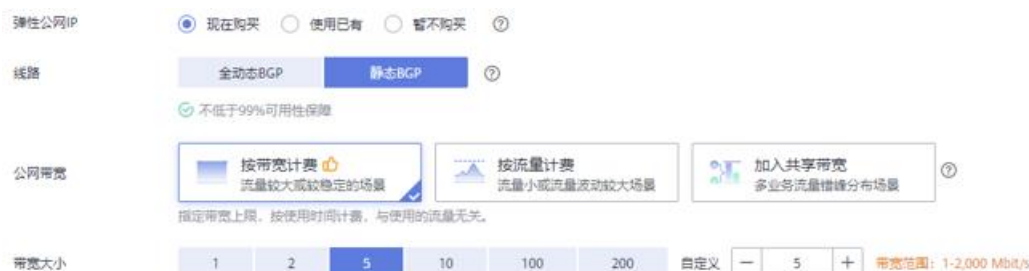 弹性公网IP 现在购买 使用已有 暂不购买 ?
线路 全动态BGP 静态BGP ?
不低于99%可用性保障
公网带宽 按带宽计费 流量较大或较稳定的场景 按流量计费 流量小或流量波动较大场景 加入共享带宽 多业务流量错峰分布场景 ?
指定带宽上限，按使用时间计费，与使用的流量无关。
带宽大小 1 2 5 10 100 200 自定义 − 5 + 带宽范围：1-2,000 Mbit/s